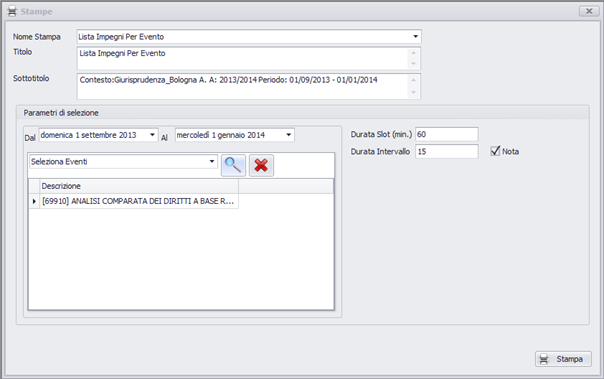 Stampe
Nome Stampa Lista Impegni Per Evento
Titolo Lista Impegni Per Evento
Sottotitolo Contesto:Giurisprudenza_Bologna A. A: 2013/2014 Periodo: 01/09/2013 - 01/01/2014
Parametri di selezione
Dal domenica 1 settembre 2013 Al mercoledì 1 gennaio 2014 Durata Slot (min.) 60
Durata Intervallo 15 Nota
Seleziona Eventi
Descrizione
[69910] ANALISI COMPARATA DEI DIRITTI A BASE R...
Stampa